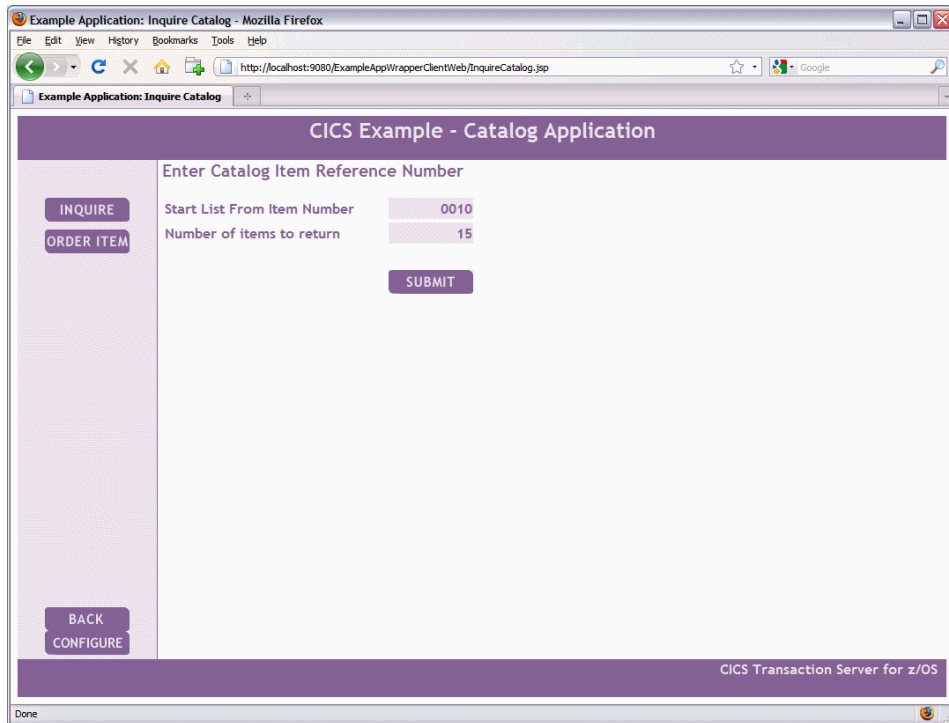 Example Application: Inquire Catalog - Mozilla Firefox
File Edit View History Bookmarks Tools Help
http://localhost:9080/ExampleAppWrapperClientWeb/InquireCatalog.jsp
Google
Example Application: Inquire Catalog
CICS Example - Catalog Application
Enter Catalog Item Reference Number
INQUIRE
Start List From Item Number 0010
ORDER ITEM
Number of items to return 15
SUBMIT
BACK
CONFIGURE
CICS Transaction Server for z/OS
Done